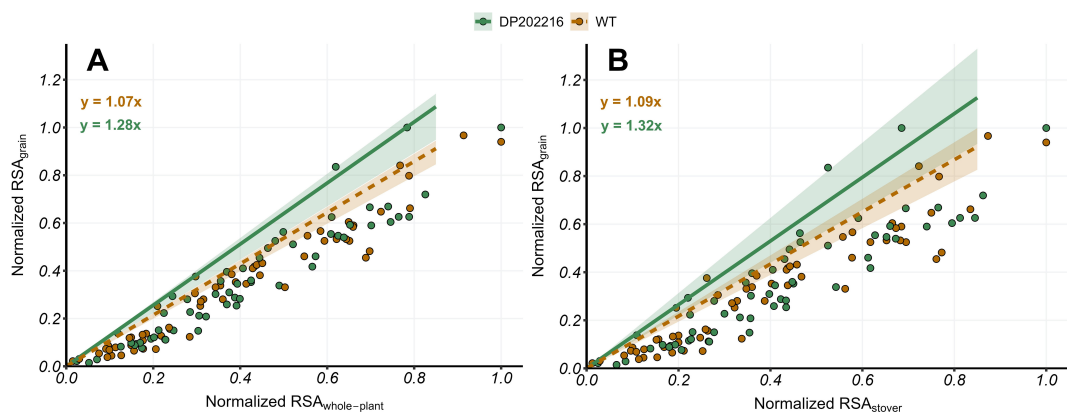 DP202216 WT
A
y = 1.07x
y = 1.28x
Normalized RSAgrain
1.2
1.0
0.8
0.6
0.4
0.2
0.0
0.0 0.2 0.4 0.6 0.8 1.0
Normalized RSAwhole−plant
B
y = 1.09x
y = 1.32x
Normalized RSAgrain
1.2
1.0
0.8
0.6
0.4
0.2
0.0
0.0 0.2 0.4 0.6 0.8 1.0
Normalized RSAstover